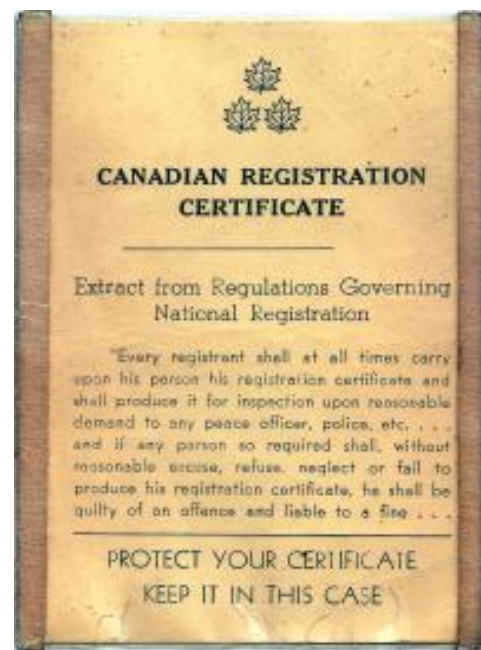 CANADIAN REGISTRATION
CERTIFICATE
Extract from Regulations Governing
National Registration
"Every registrant shall at all times carry
upon his person his registration certificate and
shall produce it for inspection upon reasonable
demand to any peace officer, police, etc. . . .
and if any person so required shall, without
reasonable excuse, refuse, neglect or fail to
produce his registration certificate, he shall be
guilty of an offence and liable to a fine . . .
PROTECT YOUR CERTIFICATE
KEEP IT IN THIS CASE